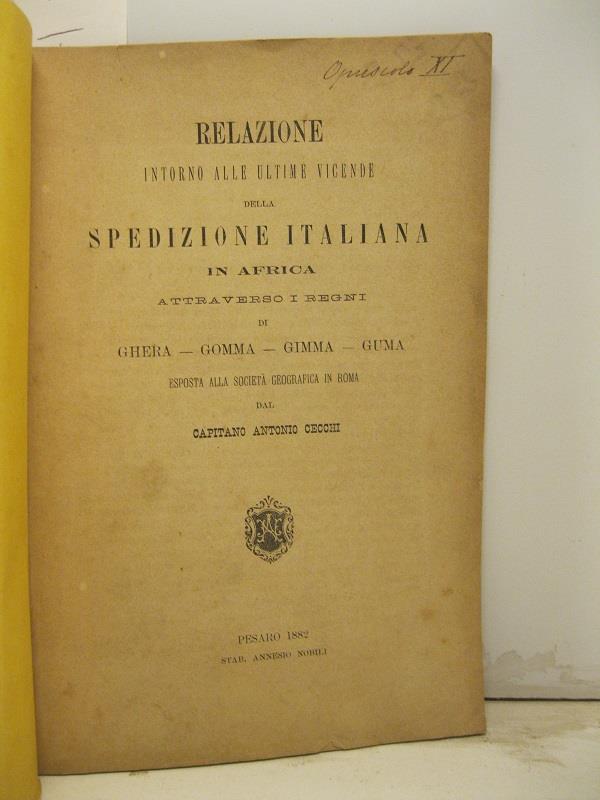 Opuscolo XI
RELAZIONE
INTORNO ALLE ULTIME VICENDE
DELLA
SPEDIZIONE ITALIANA
IN AFRICA
ATTRAVERSO I REGNI
DI
GHERA — GOMMA — GIMMA — GUMA
ESPOSTA ALLA SOCIETÀ GEOGRAFICA IN ROMA
DAL
CAPITANO ANTONIO CECCHI
PESARO 1882
STAB. ANNESIO NOBILI